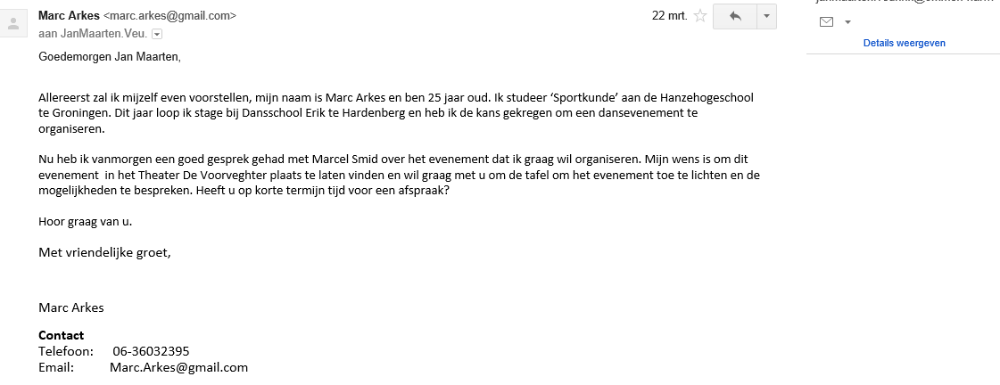 Marc Arkes <marc.arkes@gmail.com>
22 mrt.
aan JanMaarten.Veu.
Details weergeven
Goedemorgen Jan Maarten,
Allereerst zal ik mijzelf even voorstellen, mijn naam is Marc Arkes en ben 25 jaar oud. Ik studeer ‘Sportkunde’ aan de Hanzehogeschool
te Groningen. Dit jaar loop ik stage bij Dansschool Erik te Hardenberg en heb ik de kans gekregen om een dansevenement te
organiseren.
Nu heb ik vanmorgen een goed gesprek gehad met Marcel Smid over het evenement dat ik graag wil organiseren. Mijn wens is om dit
evenement  in het Theater De Voorveghter plaats te laten vinden en wil graag met u om de tafel om het evenement toe te lichten en de
mogelijkheden te bespreken. Heeft u op korte termijn tijd voor een afspraak?
Hoor graag van u.
Met vriendelijke groet,
Marc Arkes
Contact
Telefoon: 06-36032395
Email: Marc.Arkes@gmail.com